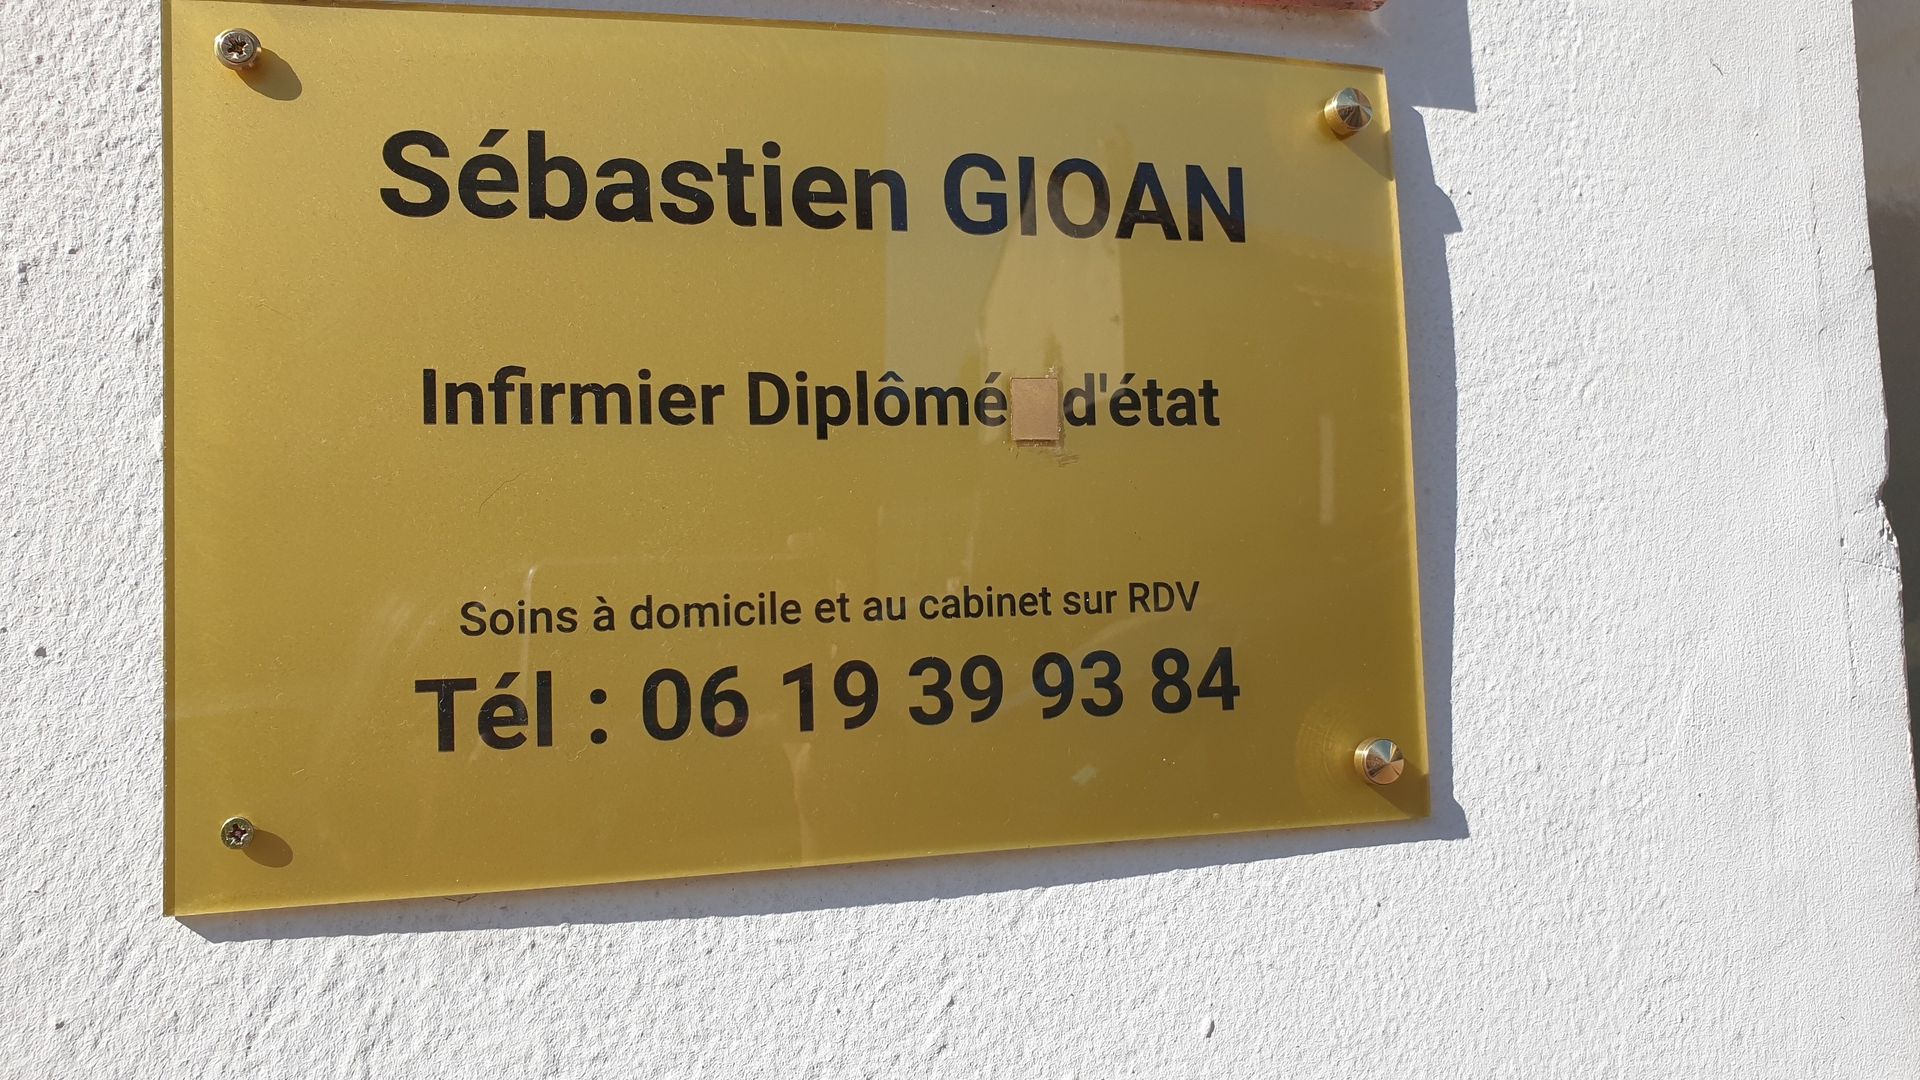 Sébastien GIOAN
Infirmier Diplômé d'état
Soins à domicile et au cabinet sur RDV
Tél : 06 19 39 93 84